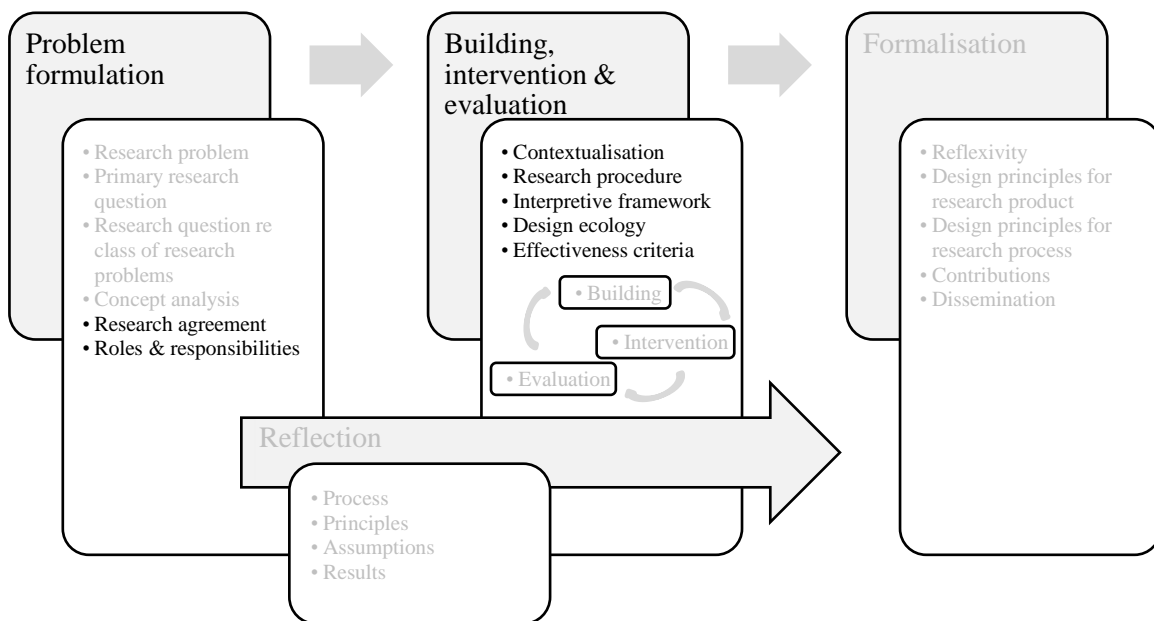 Problem
formulation
• Research problem
• Primary research
question
• Research question re
class of research
problems
• Concept analysis
• Research agreement
• Roles & responsibilities
Building,
intervention &
evaluation
• Contextualisation
• Research procedure
• Interpretive framework
• Design ecology
• Effectiveness criteria
• Building
• Intervention
• Evaluation
Formalisation
• Reflexivity
• Design principles for
research product
• Design principles for
research process
• Contributions
• Dissemination
Reflection
• Process
• Principles
• Assumptions
• Results